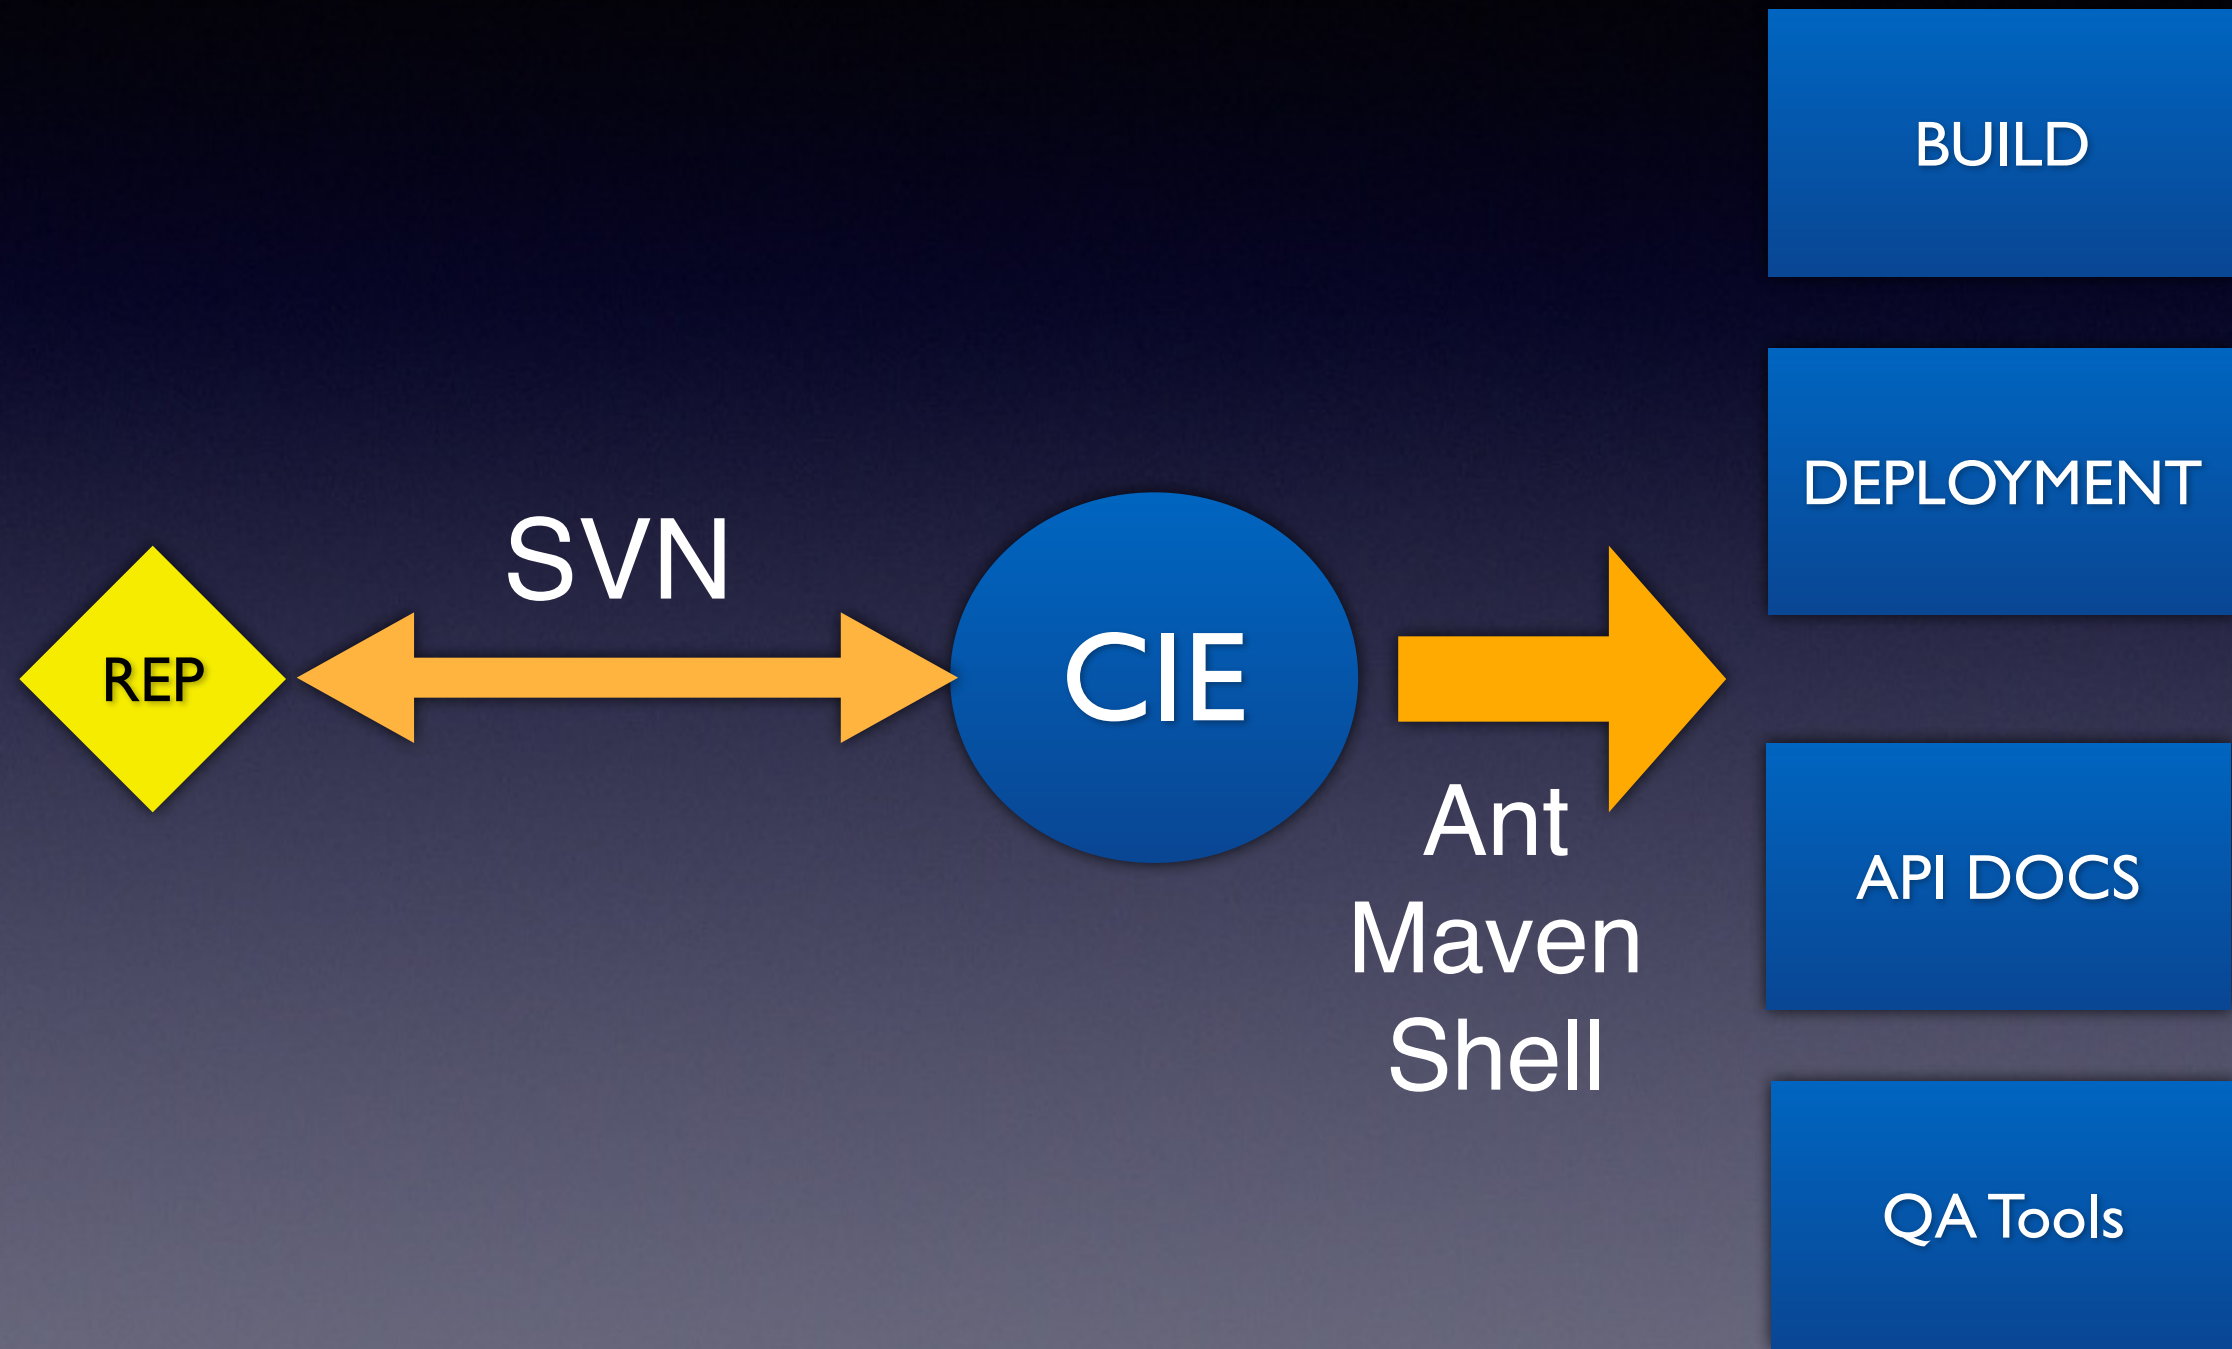 REP
SVN
CIE
Ant
Maven
Shell
BUILD
DEPLOYMENT
API DOCS
QA Tools